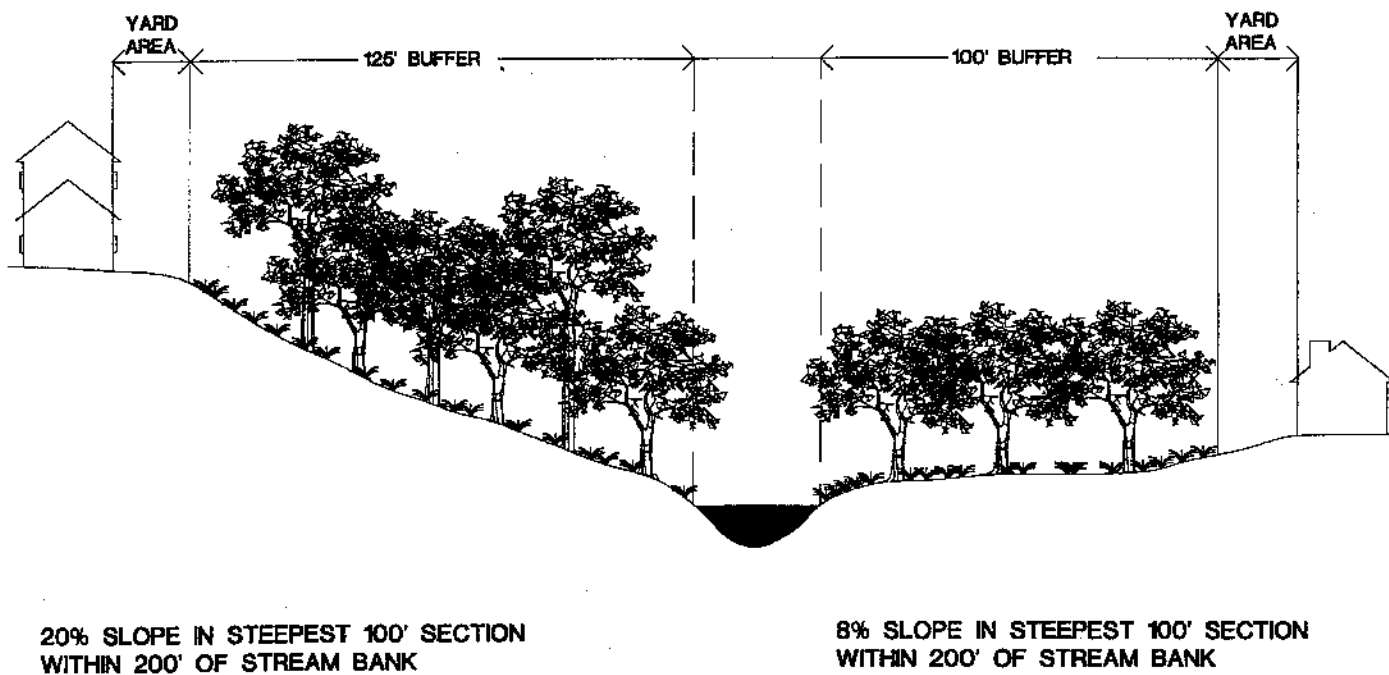 YARD
AREA
125' BUFFER
100' BUFFER
YARD
AREA
20% SLOPE IN STEEPEST 100' SECTION
WITHIN 200' OF STREAM BANK
8% SLOPE IN STEEPEST 100' SECTION
WITHIN 200' OF STREAM BANK